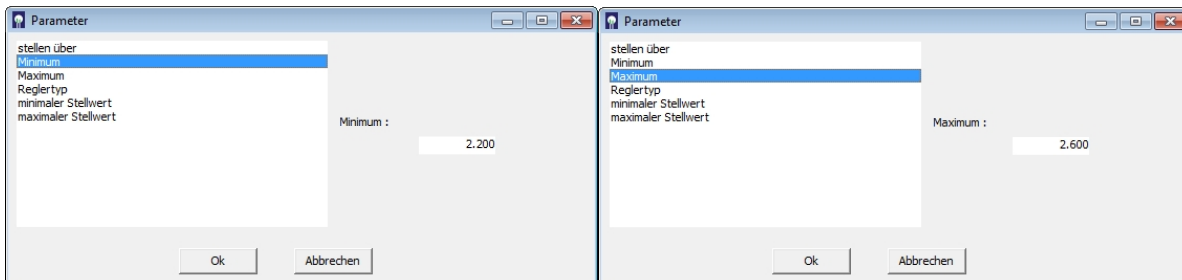 Parameter
stellen über
Minimum
Maximum
Reglertyp
minimaler Stellwert
maximaler Stellwert
Minimum :
2.200
Ok
Abbrechen
Parameter
stellen über
Minimum
Maximum
Reglertyp
minimaler Stellwert
maximaler Stellwert
Maximum :
2.600
Ok
Abbrechen